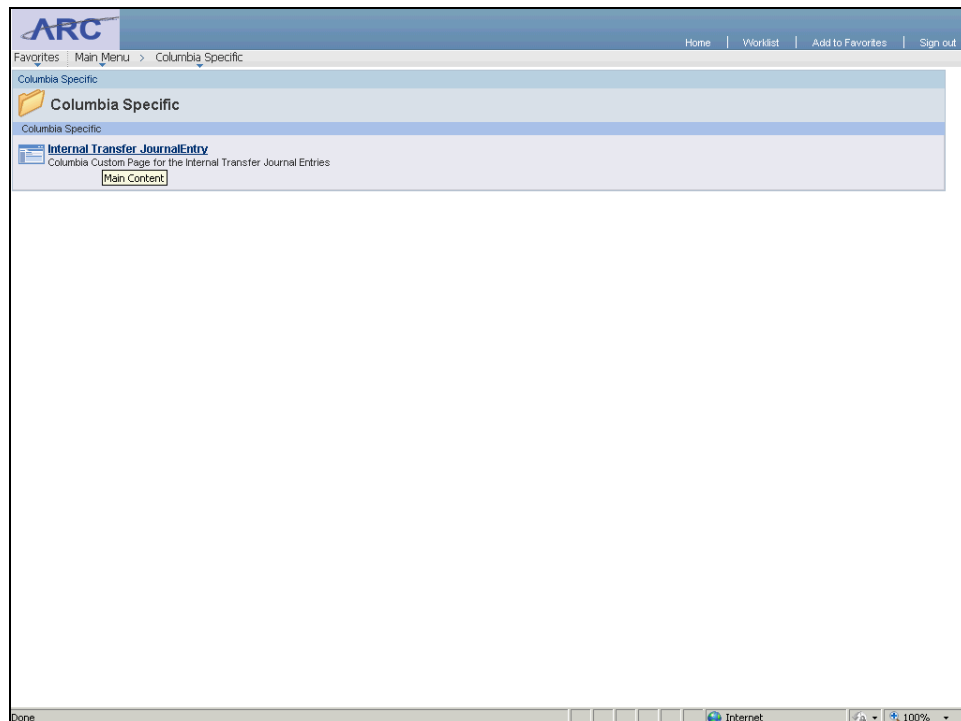 ARC
Home | Worklist | Add to Favorites | Sign out
Favorites Main Menu > Columbia Specific
Columbia Specific
Columbia Specific
Columbia Specific
Internal Transfer JournalEntry
Columbia Custom Page for the Internal Transfer Journal Entries
Main Content
Done Internet 100%